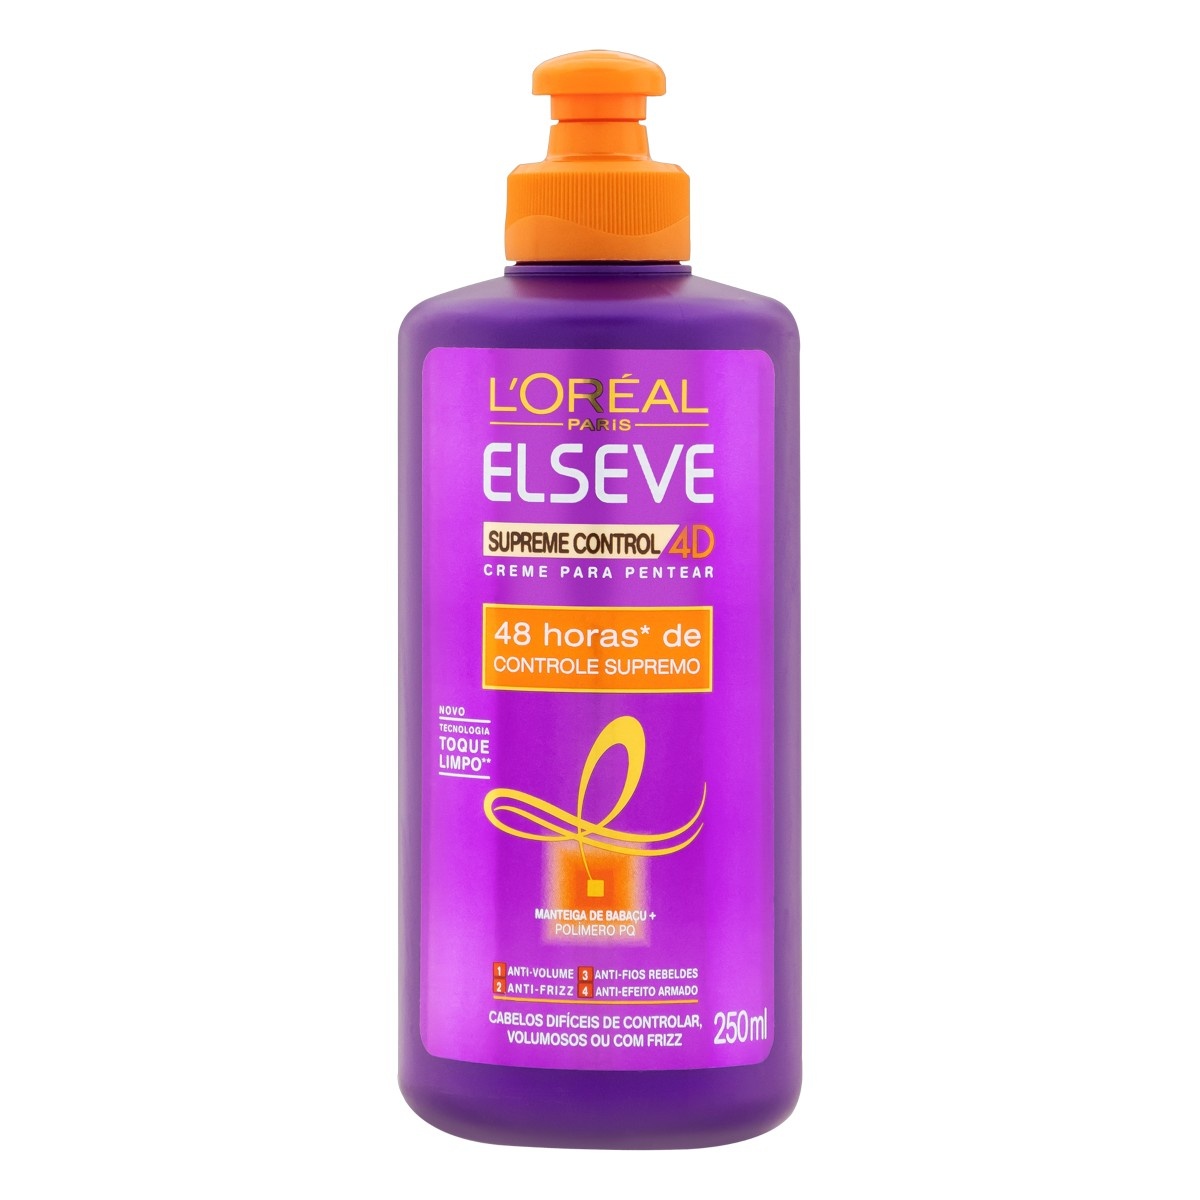 L'ORÉAL
PARIS
ELSEVE
SUPREME CONTROL 4D
CREME PARA PENTEAR
48 horas* de
CONTROLE SUPREMO
NOVO
TECNOLOGIA
TOQUE
LIMPO**
MANTEIGA DE BABAÇU +
POLÍMERO PQ
1 ANTI-VOLUME 3 ANTI-FIOS REBELDES
2 ANTI-FRIZZ 4 ANTI-EFEITO ARMADO
CABELOS DIFÍCEIS DE CONTROLAR,
VOLUMOSOS OU COM FRIZZ
250ml